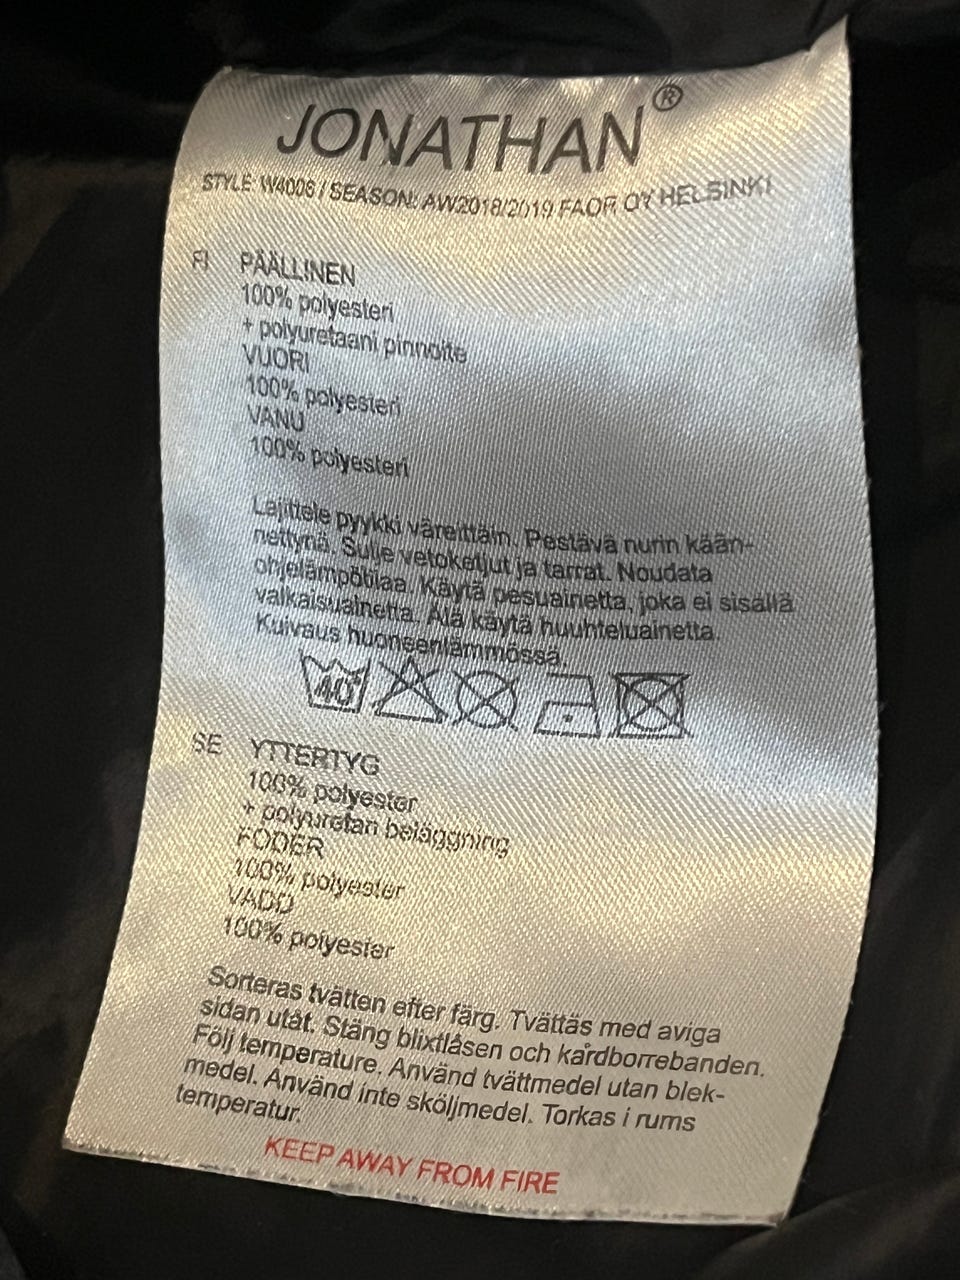 JONATHAN®
STYLE W4006 / SEASON: AW2018/2019 FAOR OY HELSINKI
FI PÄÄLLINEN
100% polyesteri
+ polyuretaani pinnoite
VUORI
100% polyesteri
VANU
100% polyesteri
Lajittele pyykki väreittäin. Pestävä nurin kään-
nettynä. Sulje vetoketjut ja tarrat. Noudata
ohjelämpötilaa. Käytä pesuainetta, joka ei sisällä
valkaisuainetta. Älä käytä huuhteluainetta.
Kuivaus huoneenlämmössä.
40°
SE YTTERTYG
100% polyester
+ polyuretan beläggning
FODER
100% polyester
VADD
100% polyester
Sorteras tvätten efter färg. Tvättäs med aviga
sidan utåt. Stäng blixtlåsen och kardborrebanden.
Följ temperature. Använd tvättmedel utan blek-
medel. Använd inte sköljmedel. Torkas i rums
temperatur.
KEEP AWAY FROM FIRE